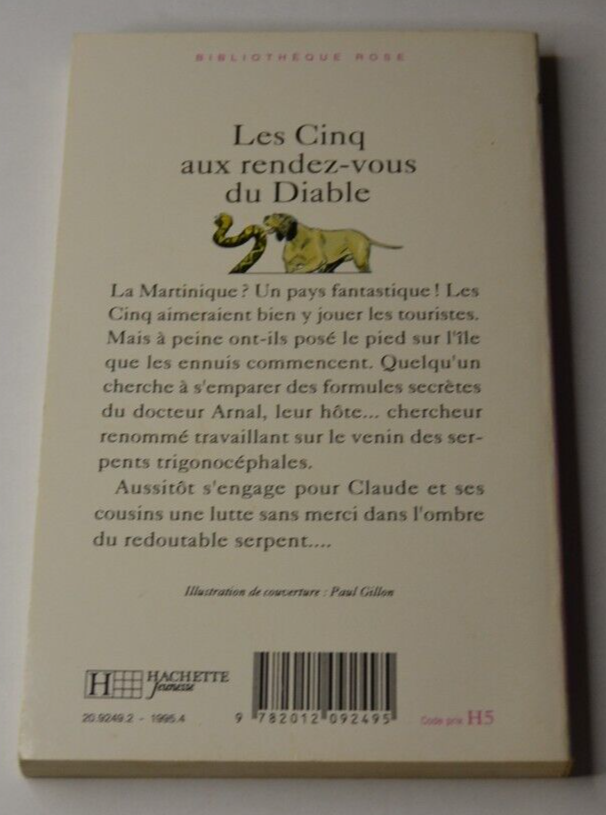 BIBLIOTHÈQUE ROSE
Les Cinq
aux rendez-vous
du Diable
La Martinique ? Un pays fantastique ! Les
Cinq aimeraient bien y jouer les touristes.
Mais à peine ont-ils posé le pied sur l'île
que les ennuis commencent. Quelqu'un
cherche à s'emparer des formules secrètes
du docteur Arnal, leur hôte... chercheur
renommé travaillant sur le venin des ser-
pents trigonocéphales.
Aussitôt s'engage pour Claude et ses
cousins une lutte sans merci dans l'ombre
du redoutable serpent....
Illustration de couverture : Paul Gillon
H HACHETTE
Jeunesse
20.9249.2 - 1995.4
9 782012 092495
Code prix H5